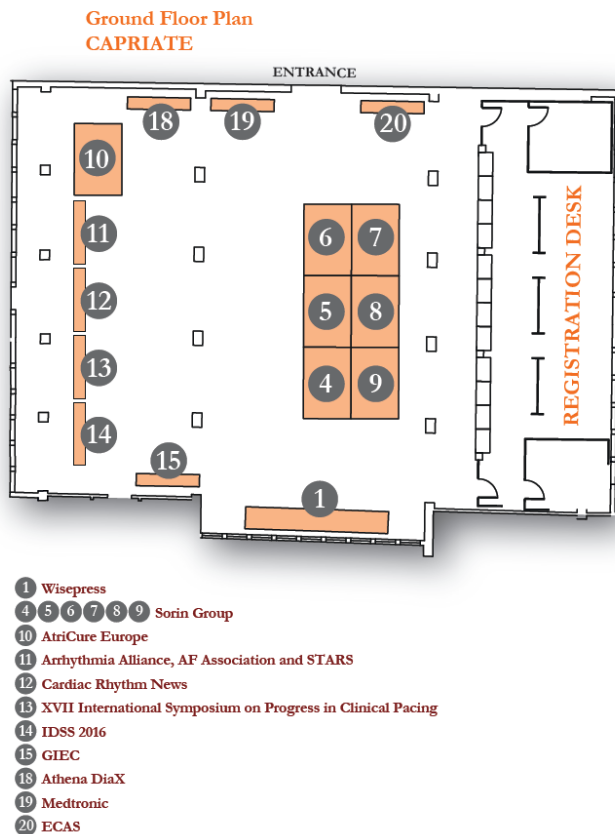 Ground Floor Plan
CAPRIATE
ENTRANCE
18
19
20
10
11
12
13
14
15
6
7
5
8
4
9
1
REGISTRATION DESK
1 Wisepress
4 5 6 7 8 9 Sorin Group
10 AtriCure Europe
11 Arrhythmia Alliance, AF Association and STARS
12 Cardiac Rhythm News
13 XVII International Symposium on Progress in Clinical Pacing
14 IDSS 2016
15 GIEC
18 Athena DiaX
19 Medtronic
20 ECAS